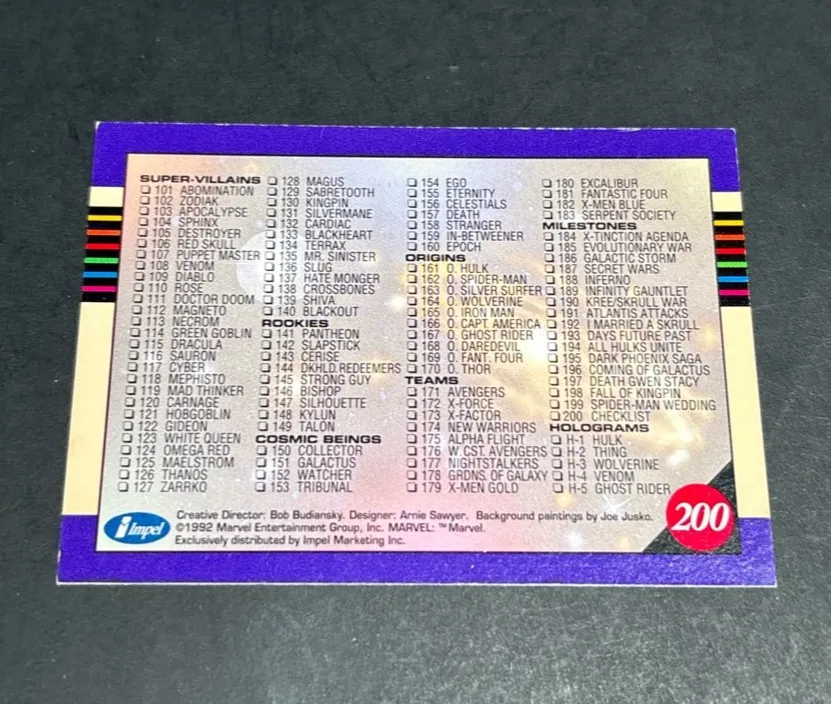 SUPER-VILLAINS
101 ABOMINATION
102 ZODIAK
103 APOCALYPSE
104 SPHINX
105 DESTROYER
106 RED SKULL
107 PUPPET MASTER
108 VENOM
109 DIABLO
110 ROSE
111 DOCTOR DOOM
112 MAGNETO
113 NECROM
114 GREEN GOBLIN
115 DRACULA
116 SAURON
117 CYBER
118 MEPHISTO
119 MAD THINKER
120 CARNAGE
121 HOBGOBLIN
122 GIDEON
123 WHITE QUEEN
124 OMEGA RED
125 MAELSTROM
126 THANOS
127 ZARRKO
128 MAGUS
129 SABRETOOTH
130 KINGPIN
131 SILVERMANE
132 CARDIAC
133 BLACKHEART
134 TERRAX
135 MR. SINISTER
136 SLUG
137 HATE MONGER
138 CROSSBONES
139 SHIVA
140 BLACKOUT
ROOKIES
141 PANTHEON
142 SLAPSTICK
143 CERISE
144 DKHLD. REDEEMERS
145 STRONG GUY
146 BISHOP
147 SILHOUETTE
148 KYLUN
149 TALON
COSMIC BEINGS
150 COLLECTOR
151 GALACTUS
152 WATCHER
153 TRIBUNAL
154 EGO
155 ETERNITY
156 CELESTIALS
157 DEATH
158 STRANGER
159 IN-BETWEENER
160 EPOCH
ORIGINS
161 O. HULK
162 O. SPIDER-MAN
163 O. SILVER SURFER
164 O. WOLVERINE
165 O. IRON MAN
166 O. CAPT. AMERICA
167 O. GHOST RIDER
168 O. DAREDEVIL
169 O. FANT. FOUR
170 O. THOR
TEAMS
171 AVENGERS
172 X-FORCE
173 X-FACTOR
174 NEW WARRIORS
175 ALPHA FLIGHT
176 W. CST. AVENGERS
177 NIGHTSTALKERS
178 GRDNS. OF GALAXY
179 X-MEN GOLD
180 EXCALIBUR
181 FANTASTIC FOUR
182 X-MEN BLUE
183 SERPENT SOCIETY
MILESTONES
184 X-TINCTION AGENDA
185 EVOLUTIONARY WAR
186 GALACTIC STORM
187 SECRET WARS
188 INFERNO
189 INFINITY GAUNTLET
190 KREE/SKRULL WAR
191 ATLANTIS ATTACKS
192 I MARRIED A SKRULL
193 DAYS FUTURE PAST
194 ALL HULKS UNITE
195 DARK PHOENIX SAGA
196 COMING OF GALACTUS
197 DEATH GWEN STACY
198 FALL OF KINGPIN
199 SPIDER-MAN WEDDING
200 CHECKLIST
HOLOGRAMS
H-1 HULK
H-2 THING
H-3 WOLVERINE
H-4 VENOM
H-5 GHOST RIDER
Impel
Creative Director: Bob Budiansky. Designer: Arnie Sawyer. Background paintings by Joe Jusko.
©1992 Marvel Entertainment Group, Inc. MARVEL: ™Marvel.
Exclusively distributed by Impel Marketing Inc.
200